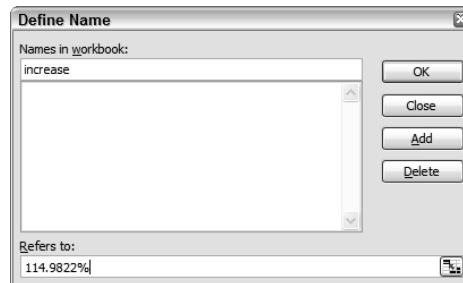 Define Name
Names in workbook:
increase
OK
Close
Add
Delete
Refers to:
114.9822%